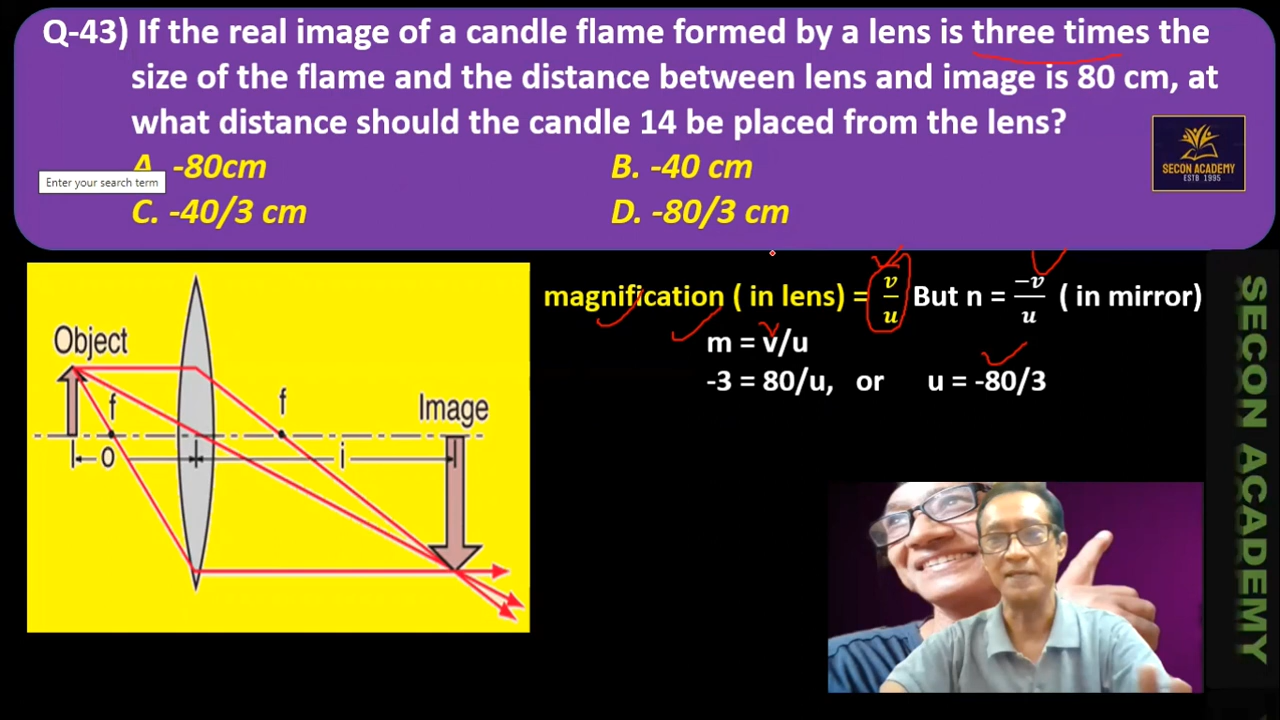 Q-43) If the real image of a candle flame formed by a lens is three times the
size of the flame and the distance between lens and image is 80 cm, at
what distance should the candle 14 be placed from the lens?
A. -80cm
B. -40 cm
Enter your search term
C. -40/3 cm
D. -80/3 cm
SECON ACADEMY
ESTB 1995
magnification ( in lens) = v/u But n = -v/u ( in mirror)
m = v/u
-3 = 80/u, or u = -80/3
Object
f
f
Image
o
i
SECON ACADEMY